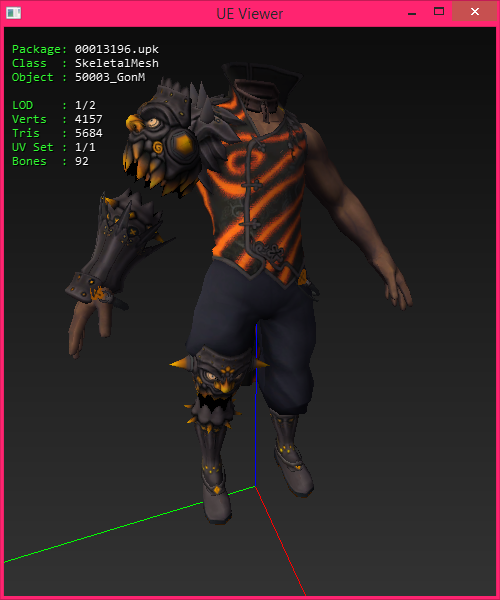 UE Viewer
Package: 00013196.upk
Class  : SkeletalMesh
Object : 50003_GonM
LOD    : 1/2
Verts  : 4157
Tris   : 5684
UV Set : 1/1
Bones  : 92